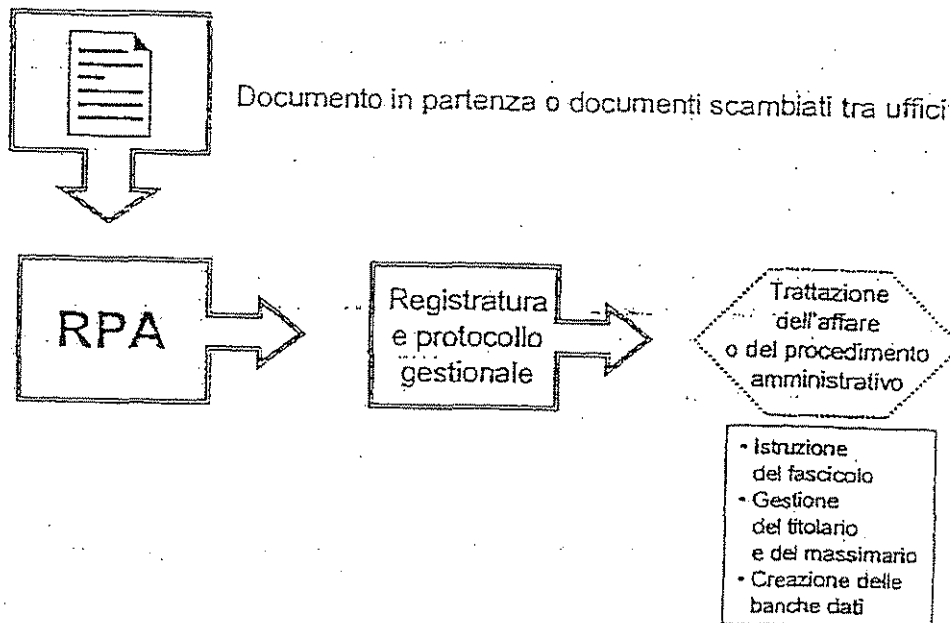 Documento in partenza o documenti scambiati tra uffici
RPA
Registratura
e protocollo
gestionale
Trattazione
dell'affare
o del procedimento
amministrativo
- Istruzione
del fascicolo
- Gestione
del titolario
e del massimario
- Creazione delle
banche dati